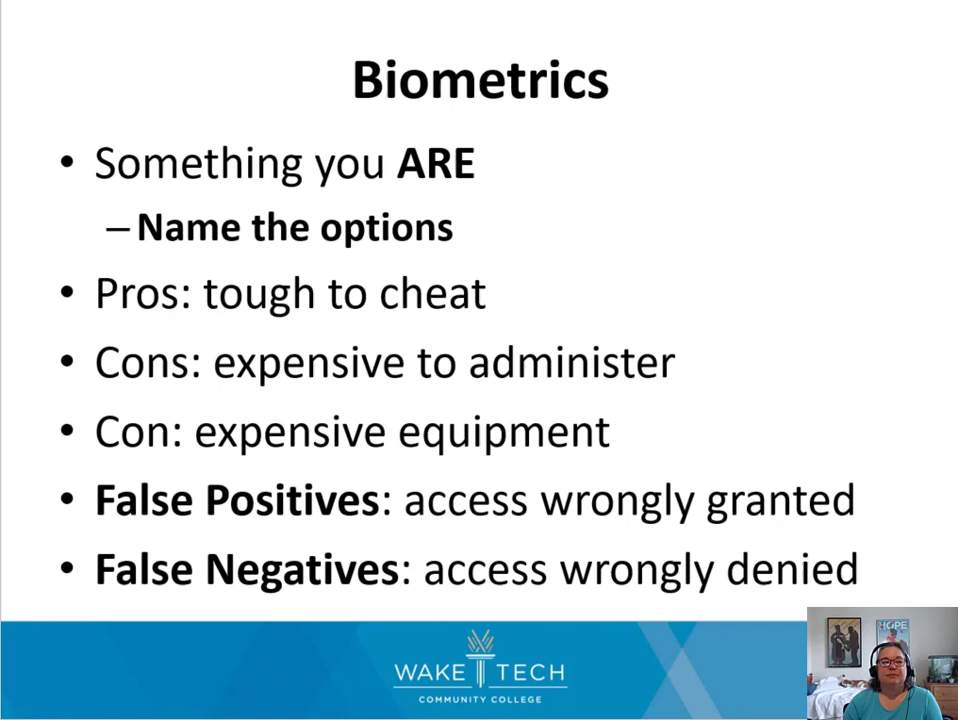 Biometrics
• Something you ARE
– Name the options
• Pros: tough to cheat
• Cons: expensive to administer
• Con: expensive equipment
• False Positives: access wrongly granted
• False Negatives: access wrongly denied
WAKE TECH
COMMUNITY COLLEGE
HOPE